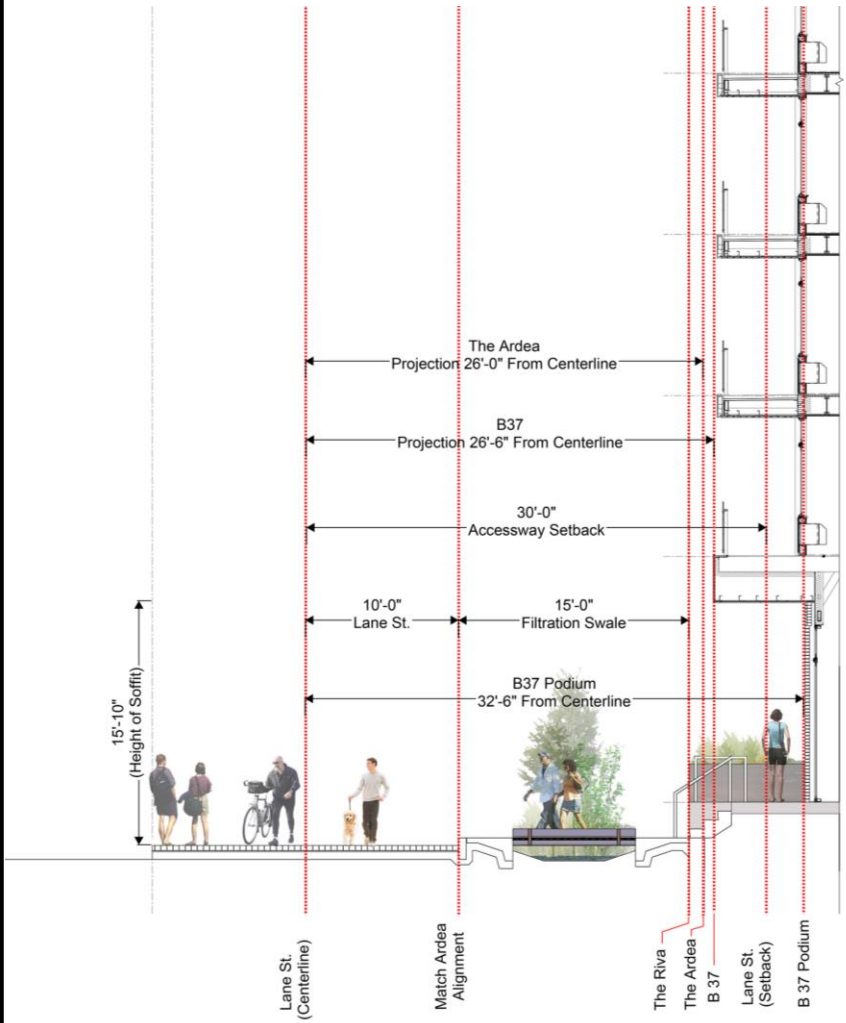 The Ardea
Projection 26'-0" From Centerline
B37
Projection 26'-6" From Centerline
30'-0"
Accessway Setback
10'-0"
Lane St.
15'-0"
Filtration Swale
B37 Podium
32'-6" From Centerline
15'-10"
(Height of Soffit)
Lane St.
(Centerline)
Match Ardea
Alignment
The Riva
The Ardea
B 37
Lane St.
(Setback)
B 37 Podium